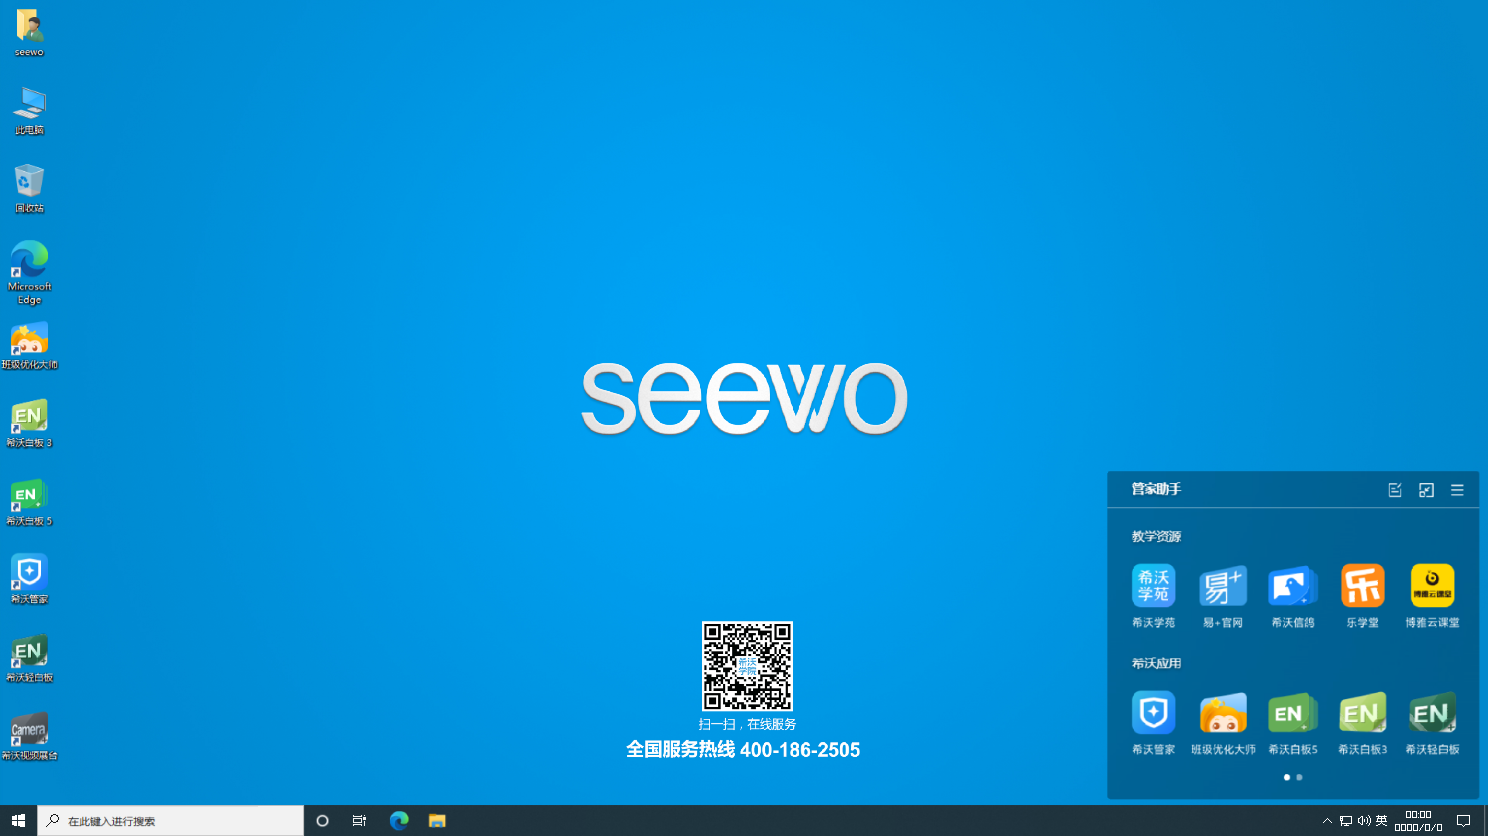 seewo
此电脑
回收站
Microsoft
Edge
班级优化大师
EN
希沃白板 3
EN
希沃白板 5
希沃管家
EN
希沃轻白板
Camera
希沃视频展台
seewo
希沃
学院
扫一扫，在线服务
全国服务热线 400-186-2505
管家助手
教学资源
希沃
学苑
易+
乐
博雅云课堂
希沃学苑
易+官网
希沃信鸽
乐学堂
博雅云课堂
希沃应用
EN
EN
EN
希沃管家
班级优化大师
希沃白板5
希沃白板3
希沃轻白板
在此键入进行搜索
英
00:00
0000/0/0